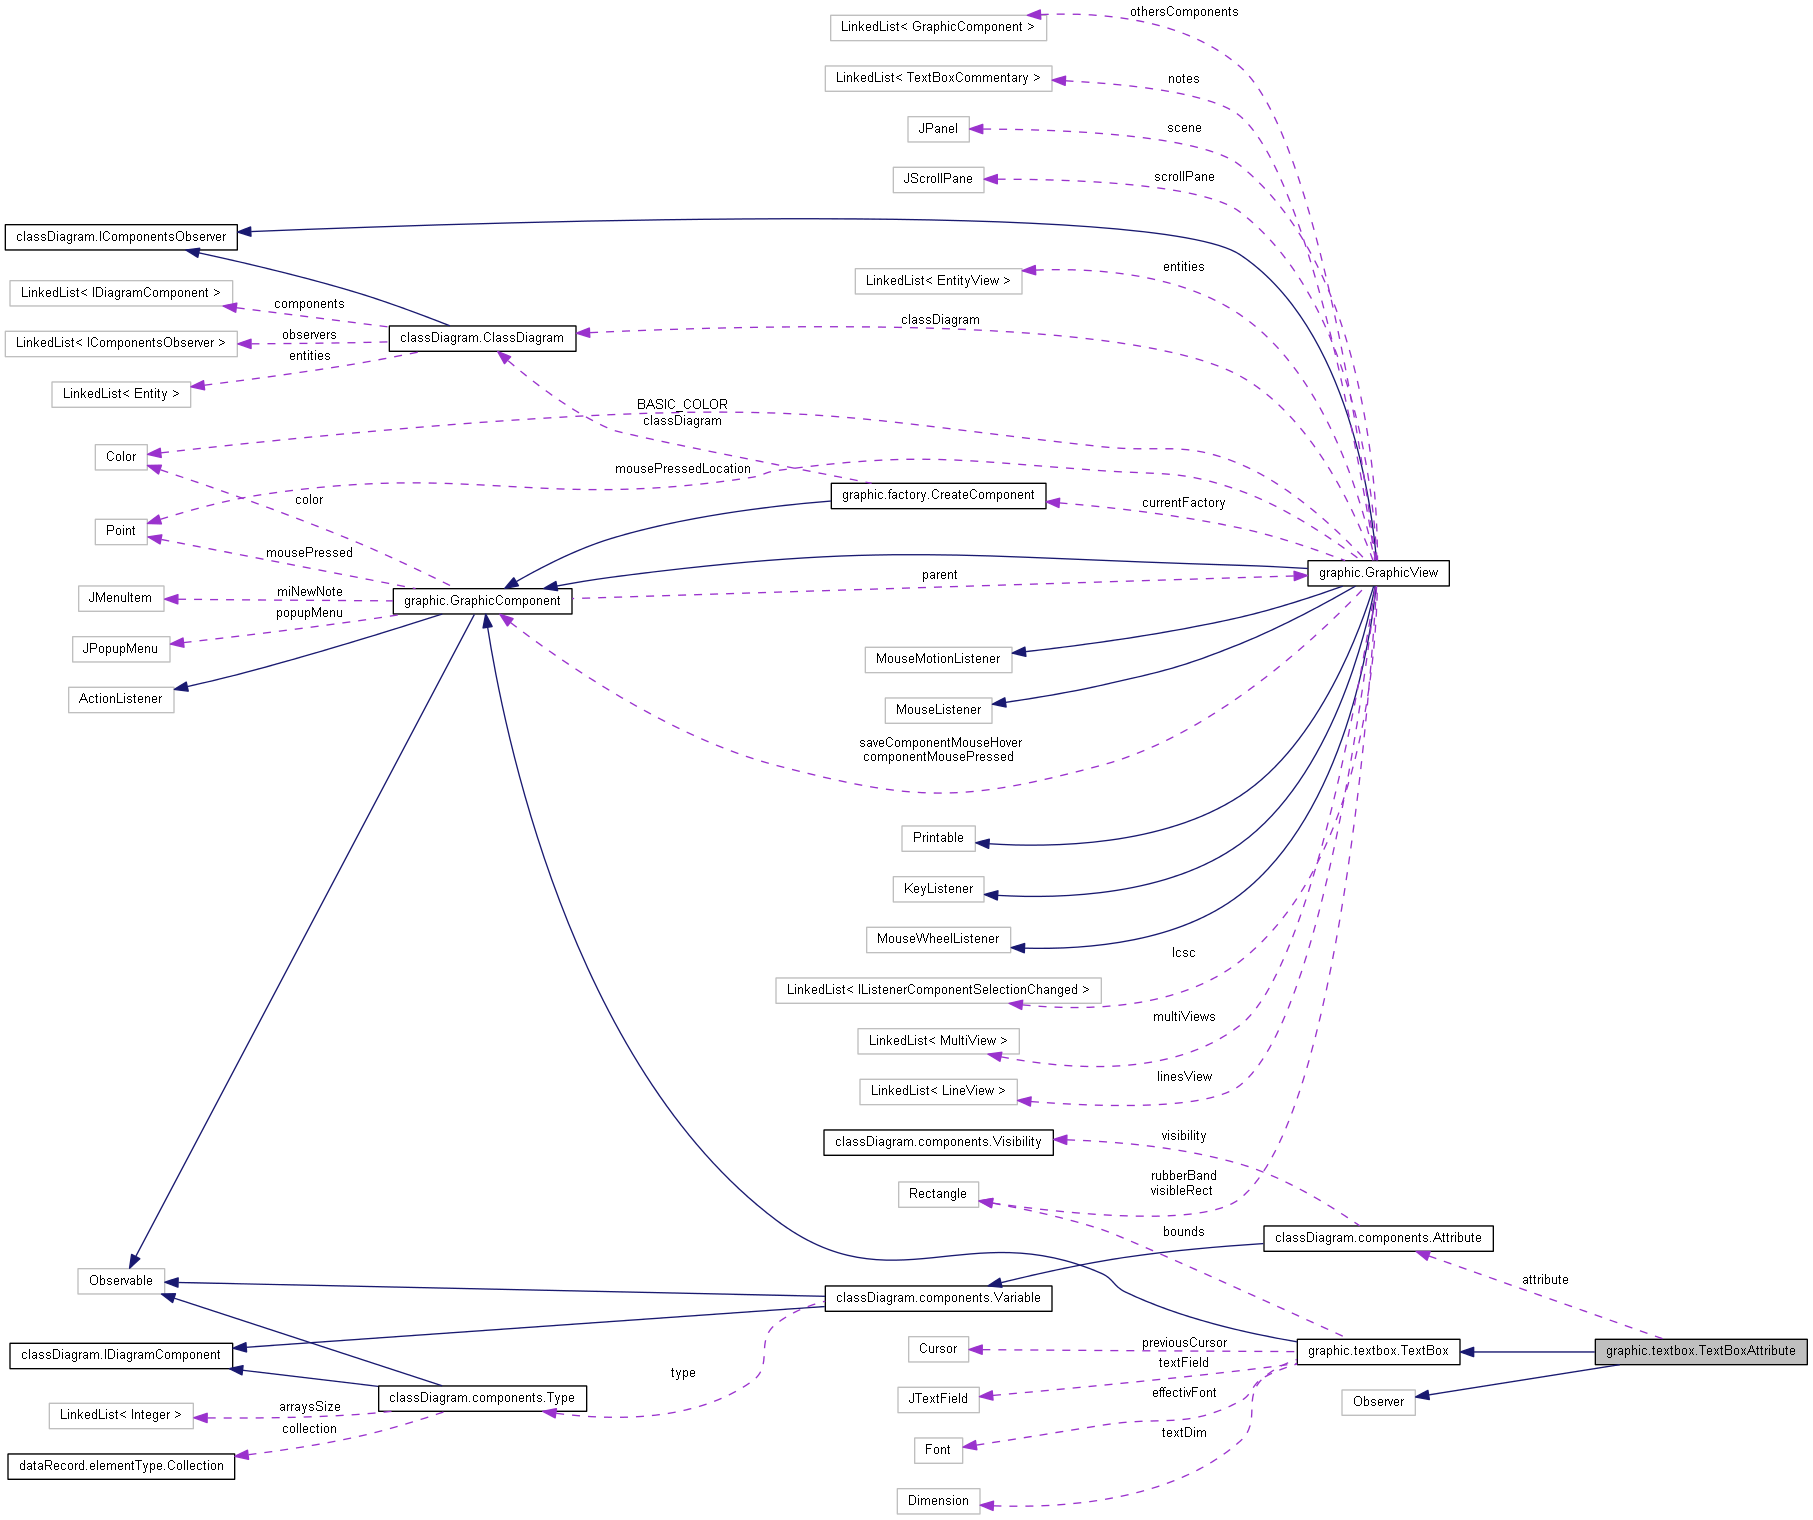 othersComponents
LinkedList< GraphicComponent >
notes
LinkedList< TextBoxCommentary >
scene
JPanel
scrollPane
JScrollPane
classDiagram.IComponentsObserver
entities
LinkedList< EntityView >
LinkedList< IDiagramComponent >
components
classDiagram
observers
classDiagram.ClassDiagram
LinkedList< IComponentsObserver >
entities
LinkedList< Entity >
BASIC_COLOR
classDiagram
Color
mousePressedLocation
color
graphic.factory.CreateComponent
currentFactory
Point
mousePressed
graphic.GraphicView
parent
miNewNote
JMenuItem
graphic.GraphicComponent
popupMenu
JPopupMenu
MouseMotionListener
ActionListener
MouseListener
saveComponentMouseHover
componentMousePressed
Printable
KeyListener
MouseWheelListener
lcsc
LinkedList< IListenerComponentSelectionChanged >
multiViews
LinkedList< MultiView >
linesView
LinkedList< LineView >
visibility
classDiagram.components.Visibility
rubberBand
visibleRect
Rectangle
bounds
classDiagram.components.Attribute
attribute
Observable
classDiagram.components.Variable
previousCursor
Cursor
graphic.textbox.TextBox
graphic.textbox.TextBoxAttribute
classDiagram.IDiagramComponent
textField
type
effectivFont
JTextField
Observer
classDiagram.components.Type
arraysSize
LinkedList< Integer >
collection
textDim
Font
dataRecord.elementType.Collection
Dimension